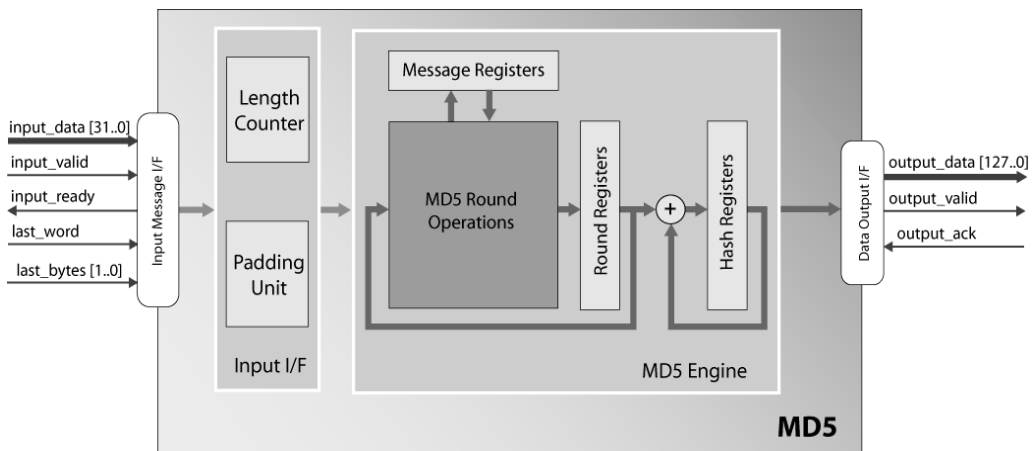 input_data [31..0]
input_valid
input_ready
last_word
last_bytes [1..0]
Input Message I/F
Length
Counter
Padding
Unit
Input I/F
Message Registers
MD5 Round
Operations
Round Registers
+
Hash Registers
MD5 Engine
Data Output I/F
output_data [127..0]
output_valid
output_ack
MD5